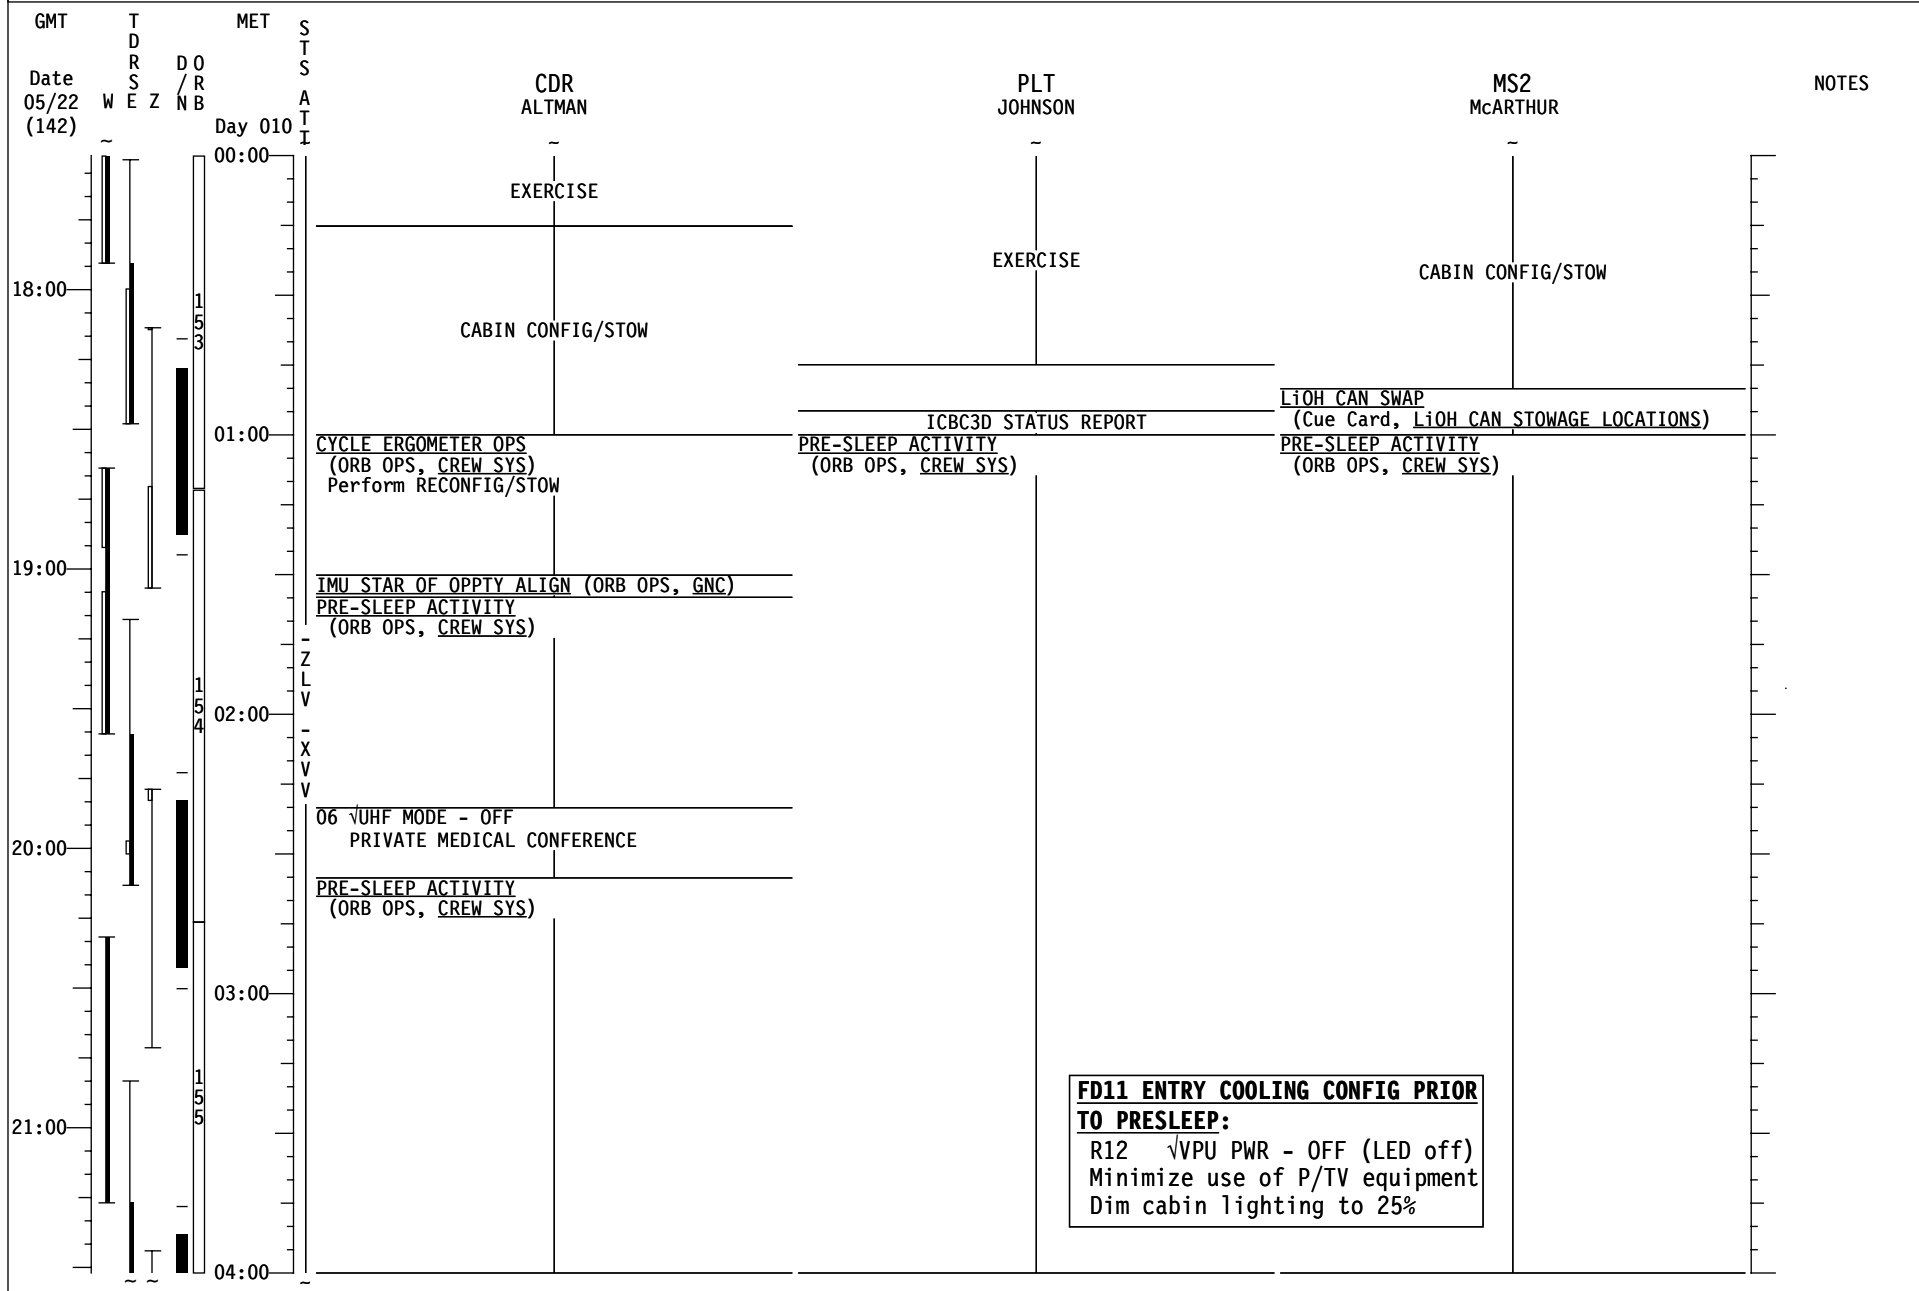 GMT
TDRSE
MET
STS ATT
Date
05/22
(142)
W E Z
D/N
ORB
Day 010
CDR
ALTMAN
PLT
JOHNSON
MS2
McARTHUR
NOTES
~ ~ ~ ~ ~
00:00
EXERCISE
EXERCISE
CABIN CONFIG/STOW
18:00
153
CABIN CONFIG/STOW
LiOH CAN SWAP
(Cue Card, LiOH CAN STOWAGE LOCATIONS)
ICBC3D STATUS REPORT
01:00
CYCLE ERGOMETER OPS
(ORB OPS, CREW SYS)
Perform RECONFIG/STOW
PRE-SLEEP ACTIVITY
(ORB OPS, CREW SYS)
PRE-SLEEP ACTIVITY
(ORB OPS, CREW SYS)
19:00
IMU STAR OF OPPTY ALIGN (ORB OPS, GNC)
PRE-SLEEP ACTIVITY
(ORB OPS, CREW SYS)
-ZLV -XVV
154
02:00
O6 √UHF MODE - OFF
PRIVATE MEDICAL CONFERENCE
20:00
PRE-SLEEP ACTIVITY
(ORB OPS, CREW SYS)
03:00
155
21:00
FD11 ENTRY COOLING CONFIG PRIOR
TO PRESLEEP:
R12 √VPU PWR - OFF (LED off)
Minimize use of P/TV equipment
Dim cabin lighting to 25%
04:00
~ ~ ~